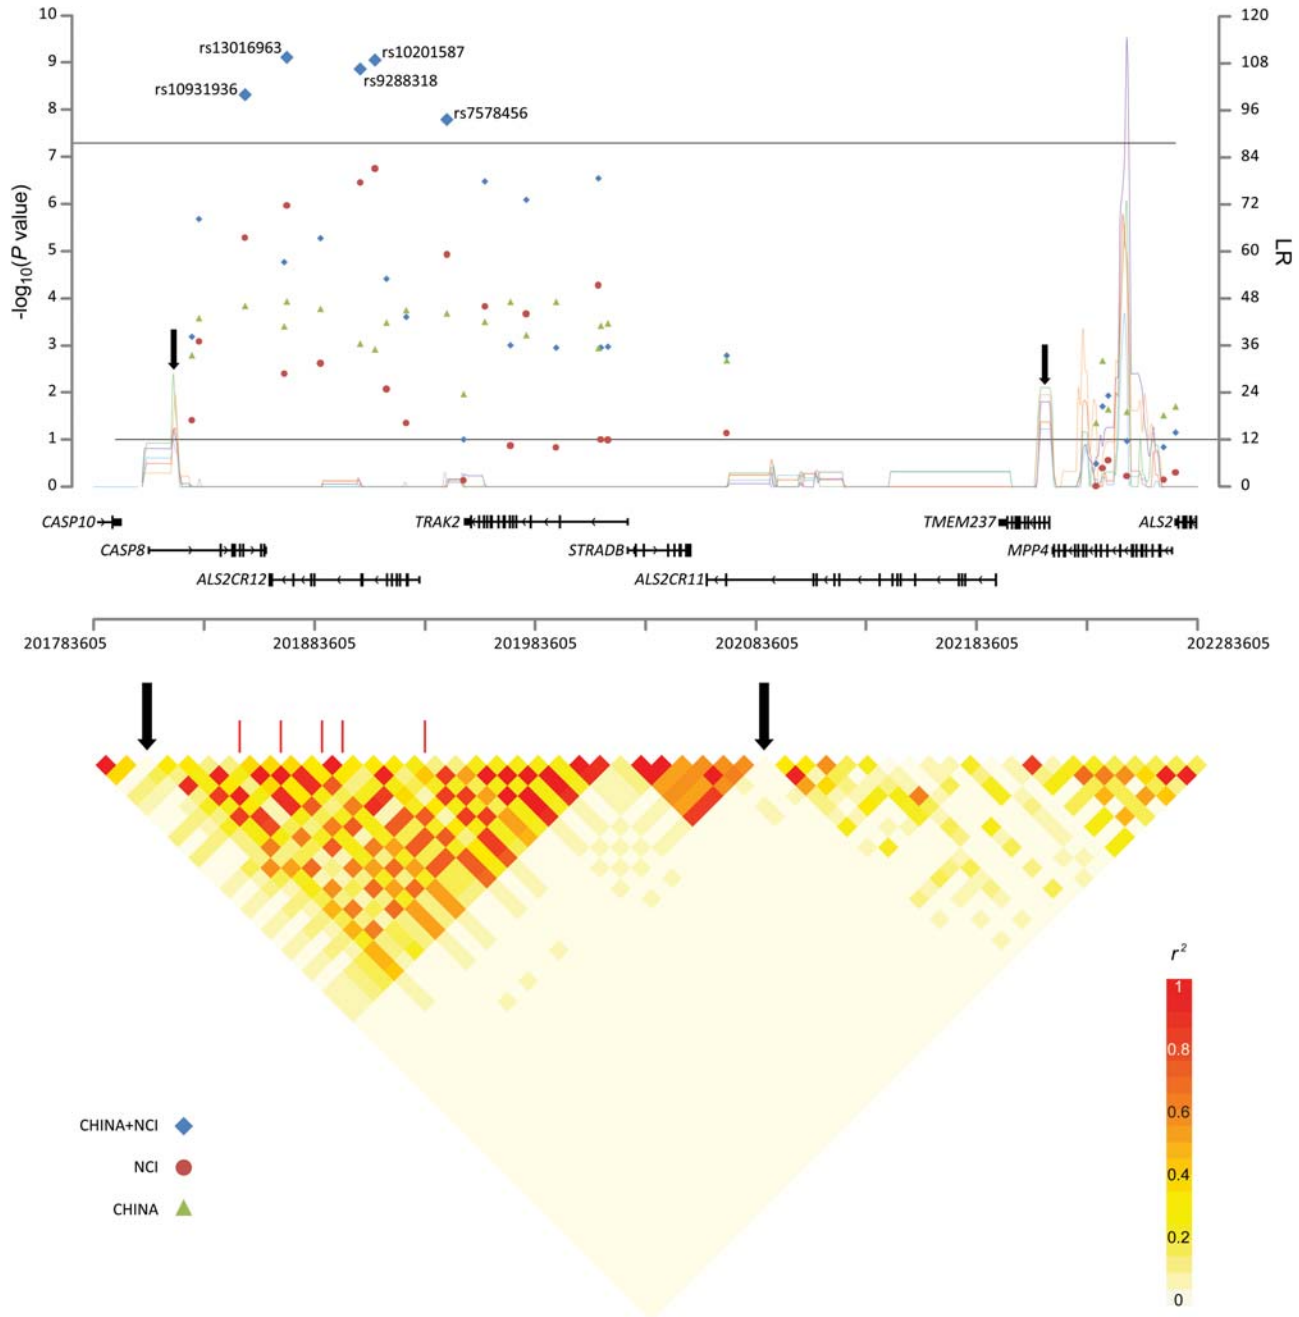 10
9
8
7
6
5
4
3
2
1
0
-log10(P value)
120
108
96
84
72
60
48
36
24
12
0
LR
rs13016963
rs10201587
rs9288318
rs10931936
rs7578456
CASP10
TRAK2
TMEM237
ALS2
CASP8
STRADB
MPP4
ALS2CR12
ALS2CR11
201783605 201883605 201983605 202083605 202183605 202283605
r²
1
0.8
0.6
0.4
0.2
0
CHINA+NCI
NCI
CHINA